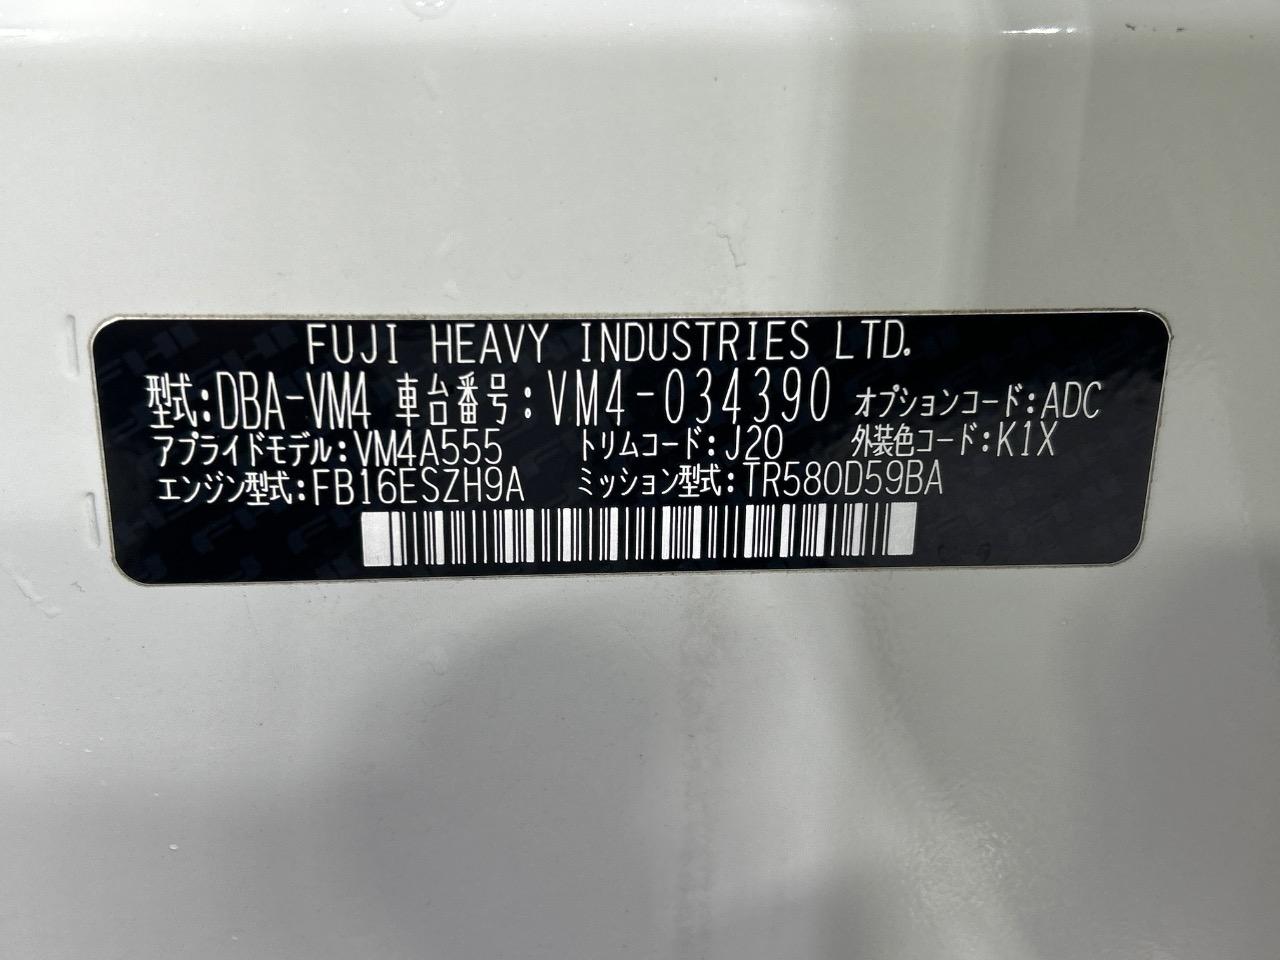 FUJI HEAVY INDUSTRIES LTD.
型式:DBA-VM4 車台番号:VM4-034390 オプションコード:ADC
アプライドモデル:VM4A555 トリムコード:J20 外装色コード:K1X
エンジン型式:FB16ESZH9A ミッション型式:TR580D59BA